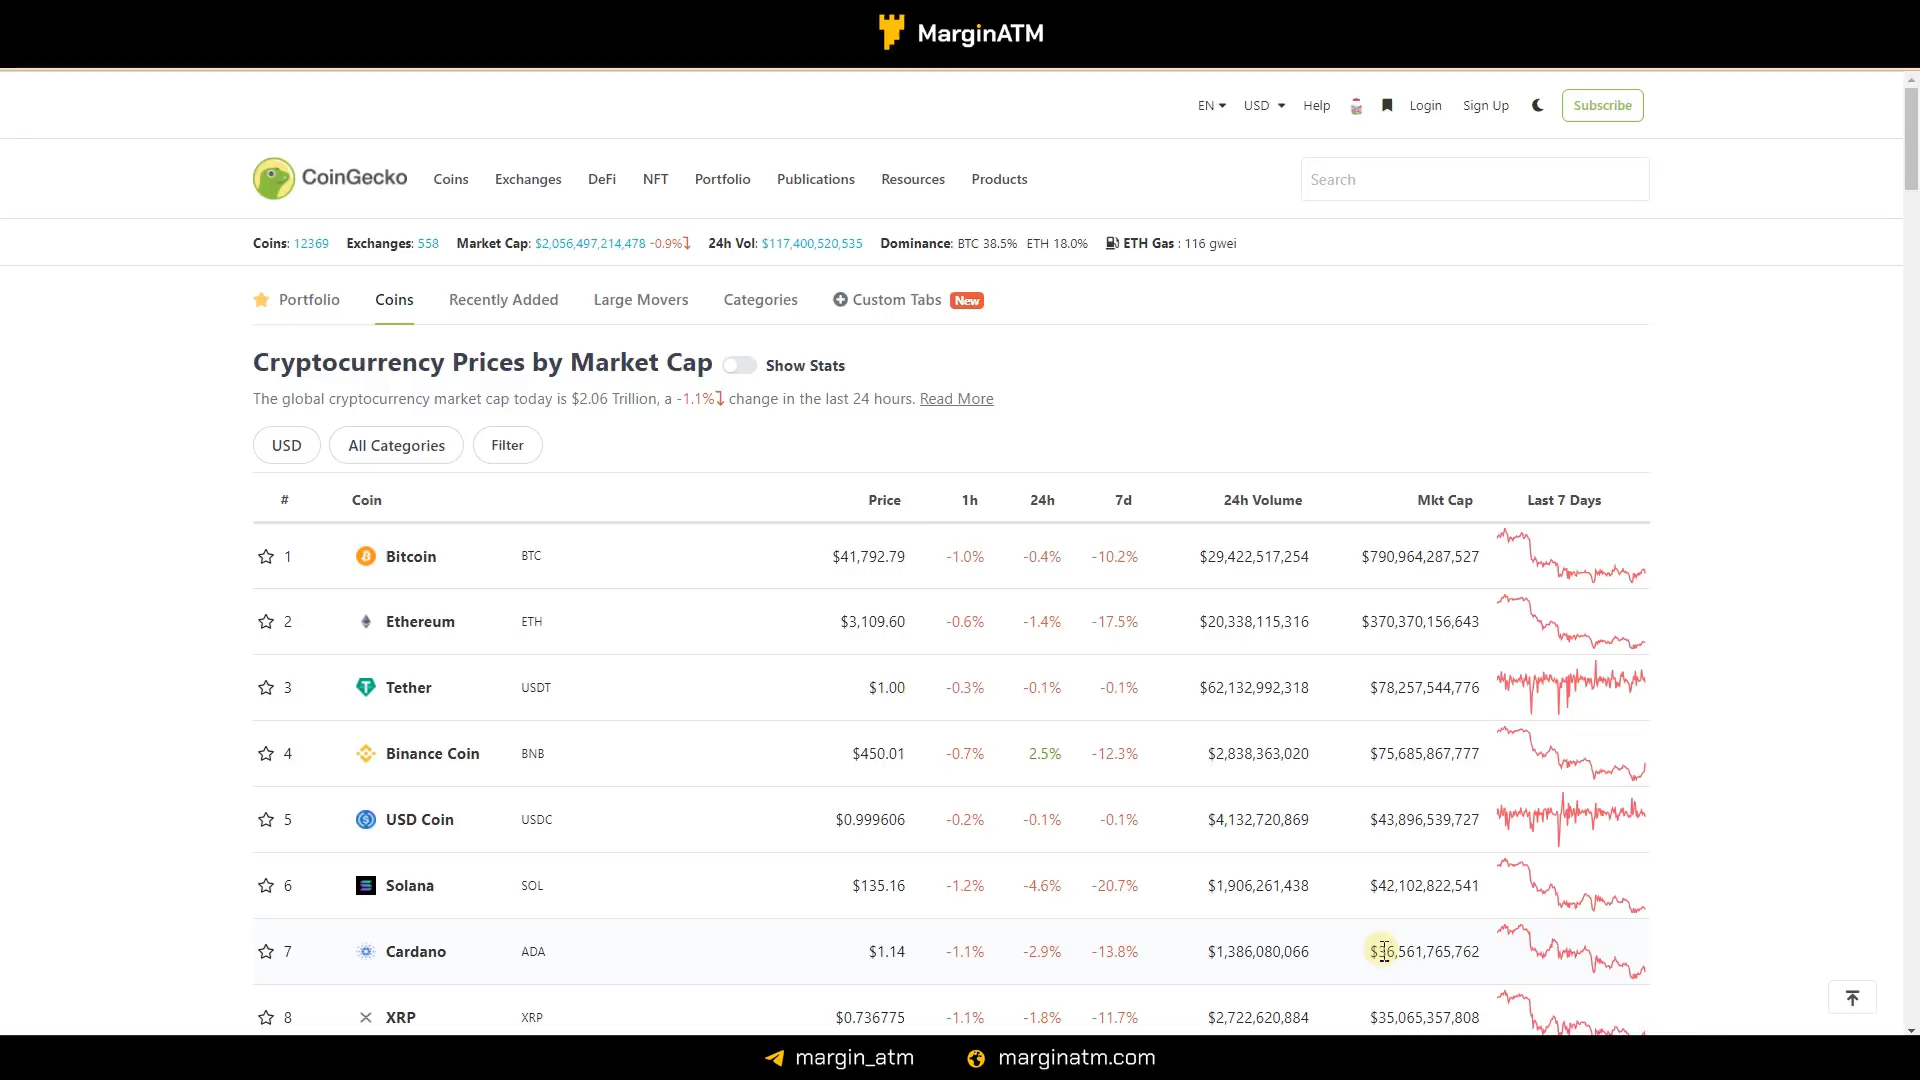 MarginATM
EN USD Help Login Sign Up Subscribe
CoinGecko Coins Exchanges DeFi NFT Portfolio Publications Resources Products Search
Coins: 12369 Exchanges: 558 Market Cap: $2,056,497,214,478 -0.9% 24h Vol: $117,400,520,535 Dominance: BTC 38.5% ETH 18.0% ETH Gas : 116 gwei
Portfolio Coins Recently Added Large Movers Categories Custom Tabs New
Cryptocurrency Prices by Market Cap Show Stats
The global cryptocurrency market cap today is $2.06 Trillion, a -1.1% change in the last 24 hours. Read More
USD All Categories Filter
# Coin Price 1h 24h 7d 24h Volume Mkt Cap Last 7 Days
1 Bitcoin BTC $41,792.79 -1.0% -0.4% -10.2% $29,422,517,254 $790,964,287,527
2 Ethereum ETH $3,109.60 -0.6% -1.4% -17.5% $20,338,115,316 $370,370,156,643
3 Tether USDT $1.00 -0.3% -0.1% -0.1% $62,132,992,318 $78,257,544,776
4 Binance Coin BNB $450.01 -0.7% 2.5% -12.3% $2,838,363,020 $75,685,867,777
5 USD Coin USDC $0.999606 -0.2% -0.1% -0.1% $4,132,720,869 $43,896,539,727
6 Solana SOL $135.16 -1.2% -4.6% -20.7% $1,906,261,438 $42,102,822,541
7 Cardano ADA $1.14 -1.1% -2.9% -13.8% $1,386,080,066 $36,561,765,762
8 XRP XRP $0.736775 -1.1% -1.8% -11.7% $2,722,620,884 $35,065,357,808
margin_atm marginatm.com